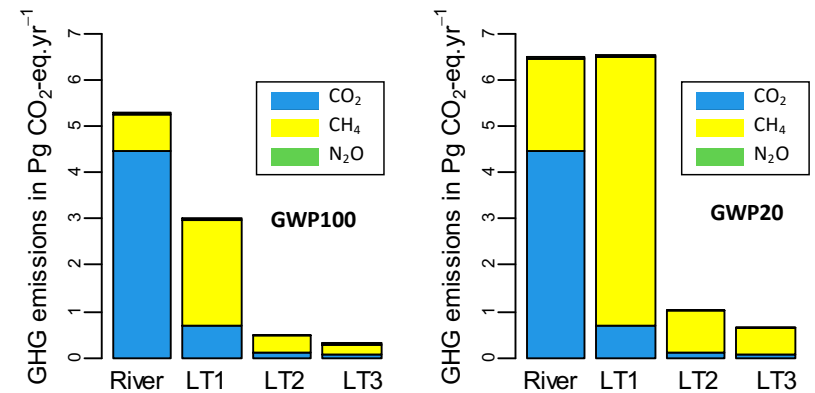 GHG emissions in Pg CO₂-eq.yr⁻¹
7
6
5
4
3
2
1
0
CO₂
CH₄
N₂O
GWP100
River LT1 LT2 LT3
GHG emissions in Pg CO₂-eq.yr⁻¹
7
6
5
4
3
2
1
0
CO₂
CH₄
N₂O
GWP20
River LT1 LT2 LT3